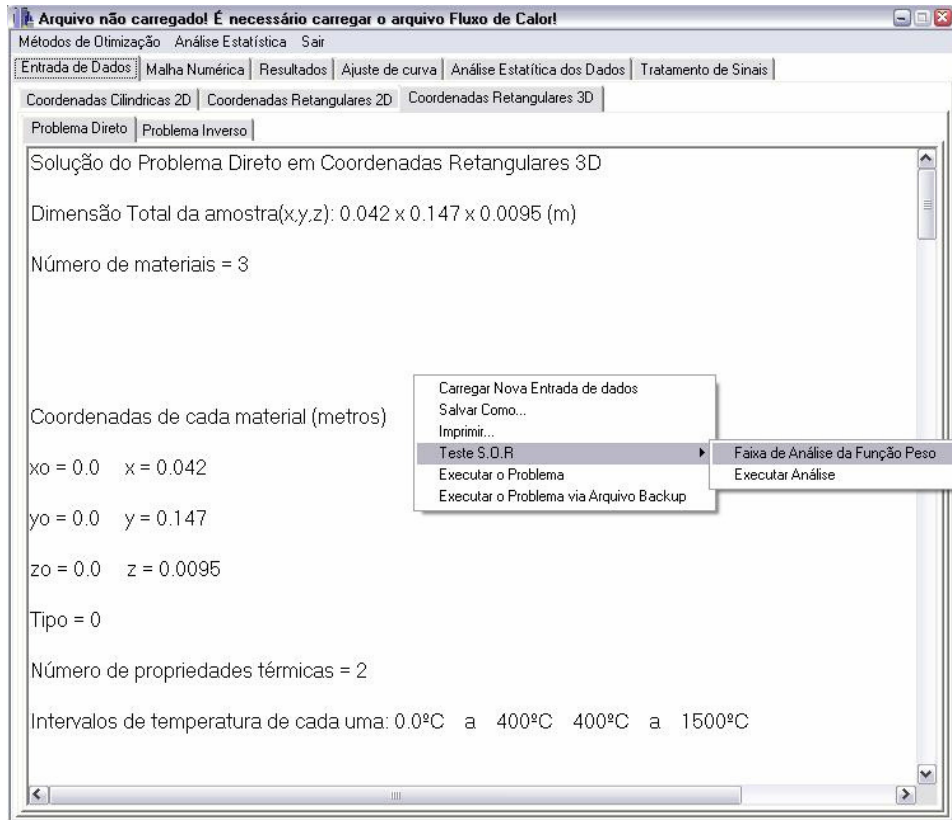 Arquivo não carregado! É necessário carregar o arquivo Fluxo de Calor!
Métodos de Otimização Análise Estatística Sair
Entrada de Dados Malha Numérica Resultados Ajuste de curva Análise Estatítica dos Dados Tratamento de Sinais
Coordenadas Cilindricas 2D Coordenadas Retangulares 2D Coordenadas Retangulares 3D
Problema Direto Problema Inverso
Solução do Problema Direto em Coordenadas Retangulares 3D
Dimensão Total da amostra(x,y,z): 0.042 x 0.147 x 0.0095 (m)
Número de materiais = 3
Coordenadas de cada material (metros)
xo = 0.0 x = 0.042
yo = 0.0 y = 0.147
zo = 0.0 z = 0.0095
Tipo = 0
Número de propriedades térmicas = 2
Intervalos de temperatura de cada uma: 0.0ºC a 400ºC 400ºC a 1500ºC
Carregar Nova Entrada de dados
Salvar Como...
Imprimir...
Teste S.O.R
Executar o Problema
Executar o Problema via Arquivo Backup
Faixa de Análise da Função Peso
Executar Análise